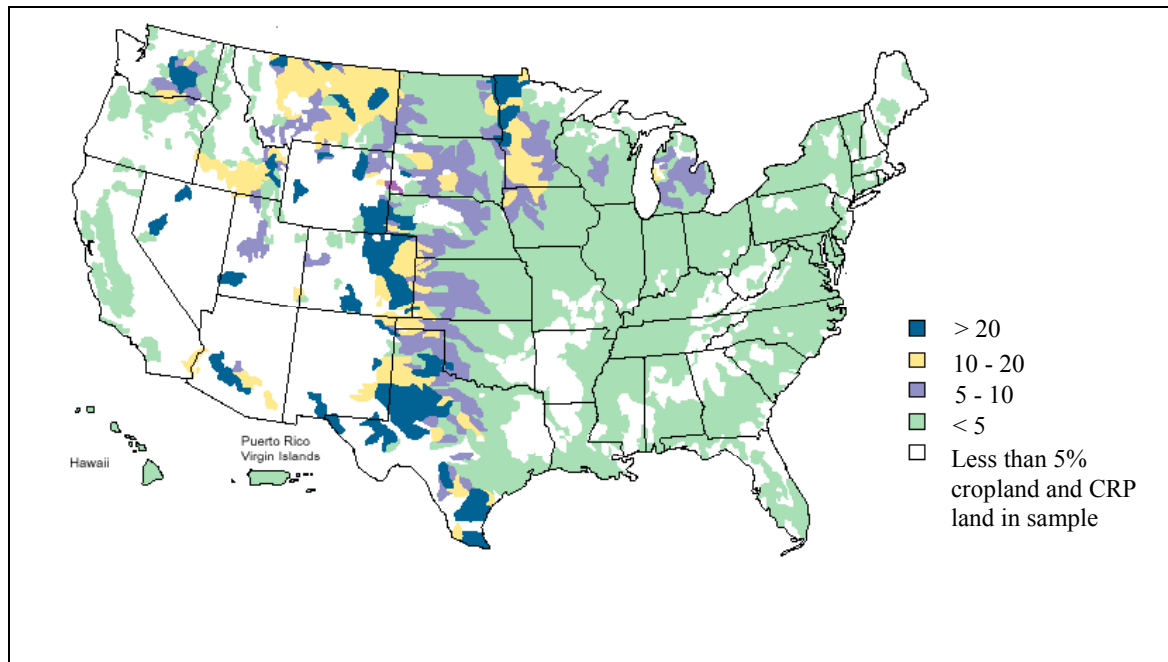 > 20
10 - 20
5 - 10
< 5
Less than 5%
cropland and CRP
land in sample
Puerto Rico
Virgin Islands
Hawaii